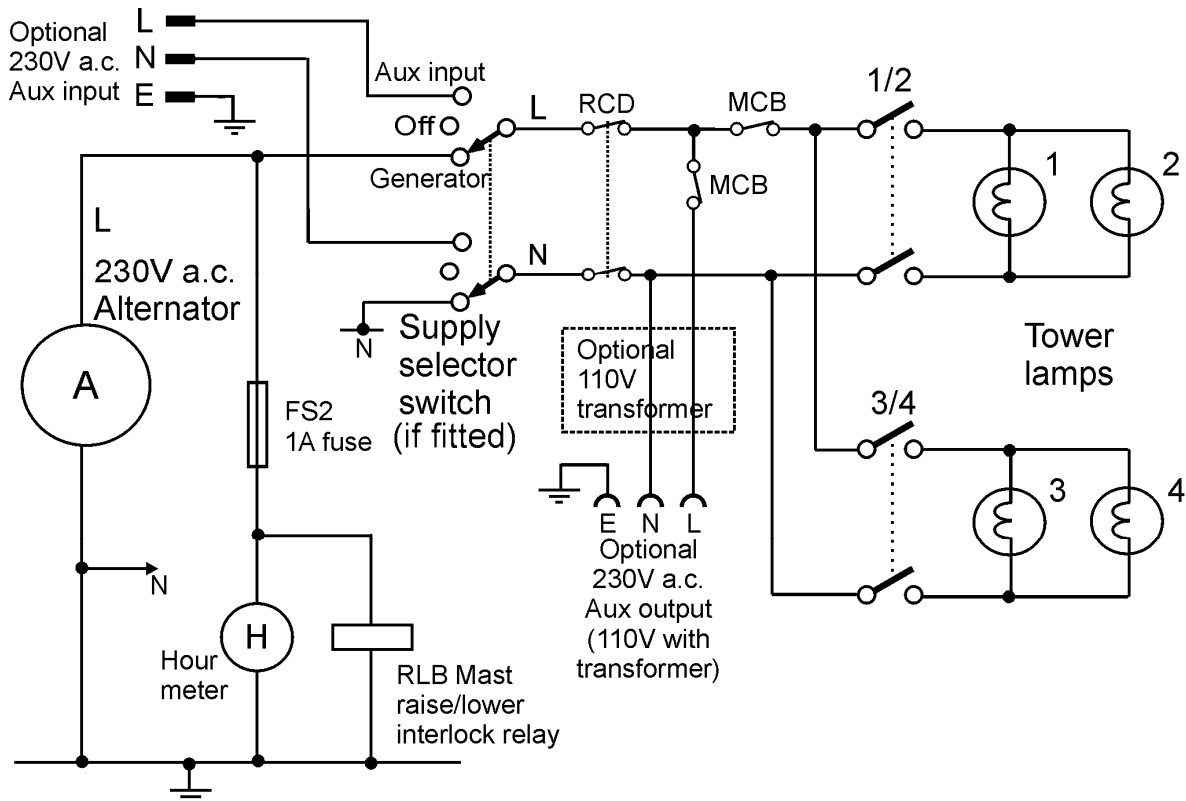 Optional
230V a.c.
Aux input
L
N
E
Aux input
Off
Generator
L
RCD
MCB
MCB
1/2
1
2
L
230V a.c.
Alternator
A
N
N
Supply
selector
switch
(if fitted)
Optional
110V
transformer
Tower
lamps
FS2
1A fuse
3/4
3
4
E N L
Optional
230V a.c.
Aux output
(110V with
transformer)
N
H
Hour
meter
RLB Mast
raise/lower
interlock relay